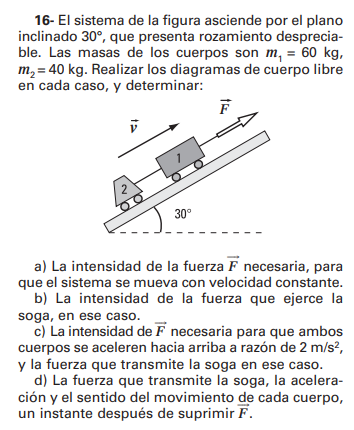 16- El sistema de la figura asciende por el plano
inclinado 30°, que presenta rozamiento desprecia-
ble. Las masas de los cuerpos son m₁ = 60 kg,
m₂ = 40 kg. Realizar los diagramas de cuerpo libre
en cada caso, y determinar:
F
v
1
2
30°
a) La intensidad de la fuerza F necesaria, para
que el sistema se mueva con velocidad constante.
b) La intensidad de la fuerza que ejerce la
soga, en ese caso.
c) La intensidad de F necesaria para que ambos
cuerpos se aceleren hacia arriba a razón de 2 m/s²,
y la fuerza que transmite la soga en ese caso.
d) La fuerza que transmite la soga, la acelera-
ción y el sentido del movimiento de cada cuerpo,
un instante después de suprimir F.